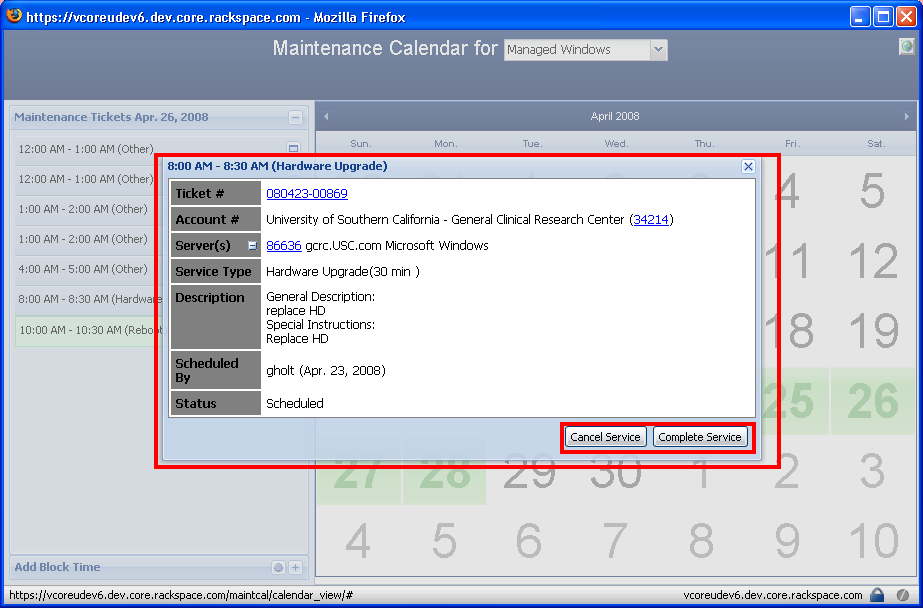 https://vcoreudev6.dev.core.rackspace.com - Mozilla Firefox
Maintenance Calendar for Managed Windows
Maintenance Tickets Apr. 26, 2008
12:00 AM - 1:00 AM (Other)
12:00 AM - 1:00 AM (Other)
1:00 AM - 2:00 AM (Other)
1:00 AM - 2:00 AM (Other)
4:00 AM - 5:00 AM (Other)
8:00 AM - 8:30 AM (Hardware
10:00 AM - 10:30 AM (Reboot
Add Block Time
April 2008
Sun. Mon. Tue. Wed. Thu. Fri. Sat.
4 5
11 12
18 19
25 26
27 28 29 30 1 2 3
4 5 6 7 8 9 10
8:00 AM - 8:30 AM (Hardware Upgrade)
Ticket # 080423-00869
Account # University of Southern California - General Clinical Research Center (34214)
Server(s) 86636 gcrc.USC.com Microsoft Windows
Service Type Hardware Upgrade(30 min )
Description General Description:
replace HD
Special Instructions:
Replace HD
Scheduled
By gholt (Apr. 23, 2008)
Status Scheduled
Cancel Service Complete Service
https://vcoreudev6.dev.core.rackspace.com/maintcal/calendar_view/# vcoreudev6.dev.core.rackspace.com